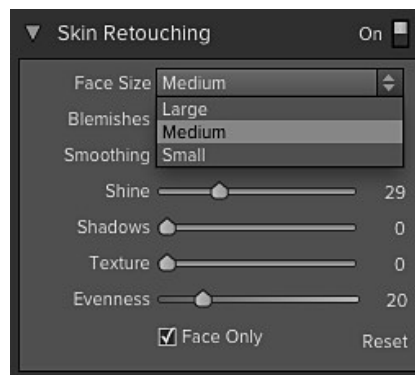 Skin Retouching On
Face Size Medium
Blemishes Large
Medium
Smoothing Small
Shine 29
Shadows 0
Texture 0
Evenness 20
Face Only Reset